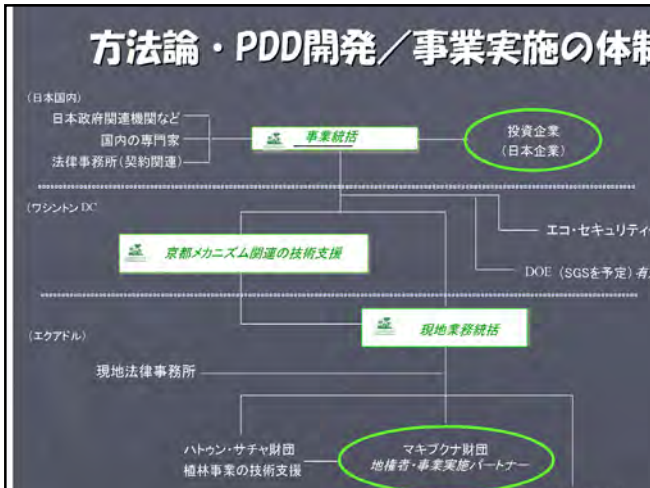 方法論・PDD開発／事業実施の体制
(日本国内)
日本政府関連機関など
国内の専門家
法律事務所(契約関連)
事業統括
投資企業
(日本企業)
(ワシントンDC
エコ・セキュリティ
京都メカニズム関連の技術支援
DOE (SGSを予定)
現地業務統括
(エクアドル)
現地法律事務所
ハトゥン・サチャ財団
植林事業の技術支援
マキプクナ財団
地権者・事業実施パートナー